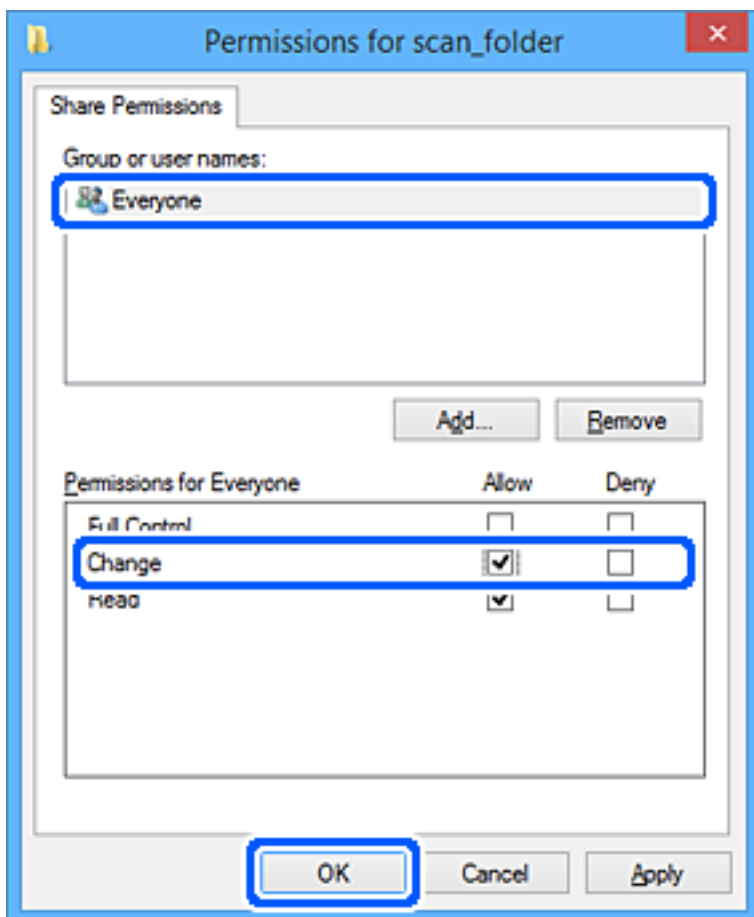 Permissions for scan_folder
Share Permissions
Group or user names:
Everyone
Add... Remove
Permissions for Everyone Allow Deny
Full Control
Change
Read
OK Cancel Apply